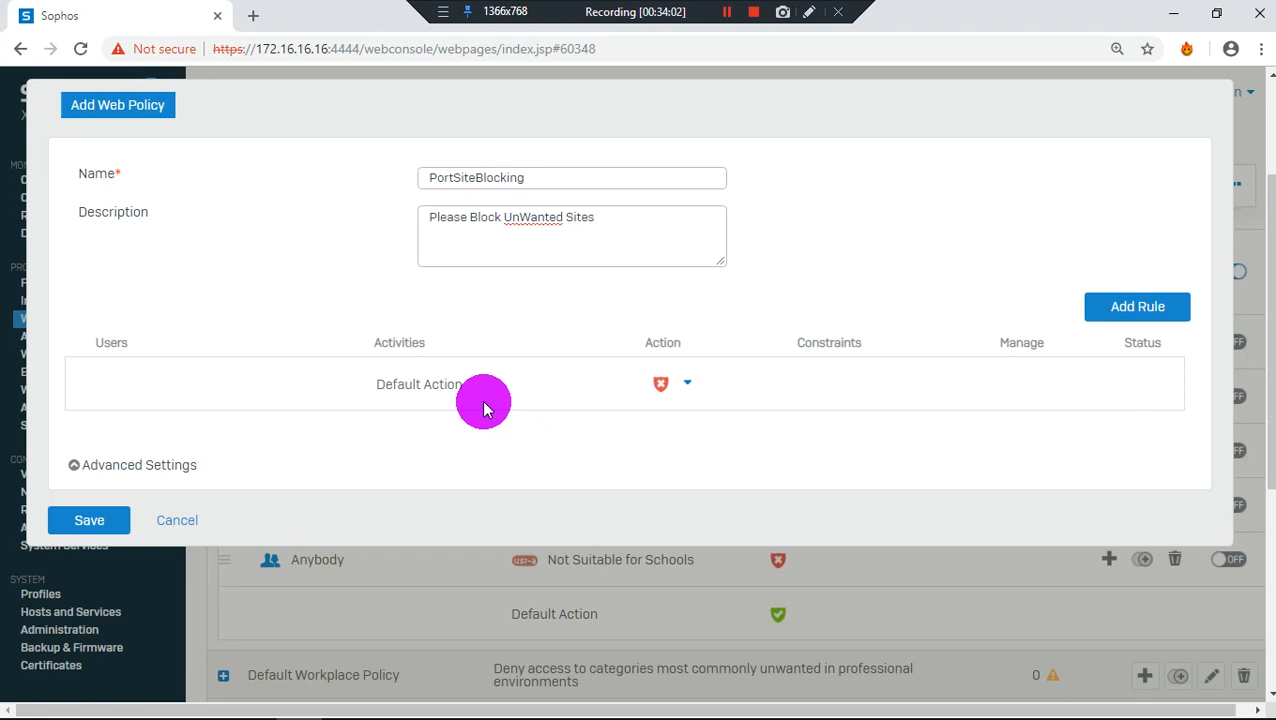 Sophos
1366x768
Recording [00:34:02]
Not secure
https://172.16.16.16:4444/webconsole/webpages/index.jsp#60348
Add Web Policy
Name*
PortSiteBlocking
Description
Please Block UnWanted Sites
Add Rule
Users
Activities
Action
Constraints
Manage
Status
Default Action
Advanced Settings
Save
Cancel
System Services
Anybody
Not Suitable for Schools
OFF
SYSTEM
Profiles
Default Action
Hosts and Services
Administration
Backup & Firmware
Certificates
Default Workplace Policy
Deny access to categories most commonly unwanted in professional
environments
0